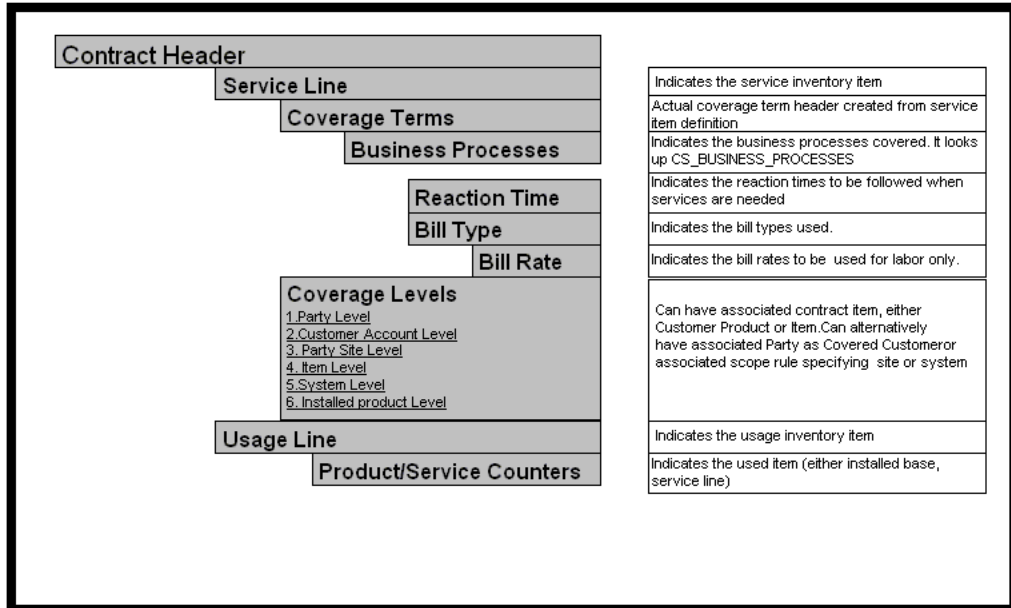 Contract Header
Service Line
Indicates the service inventory item
Coverage Terms
Actual coverage term header created from service
item definition
Business Processes
Indicates the business processes covered. It looks
up CS_BUSINESS_PROCESSES
Reaction Time
Indicates the reaction times to be followed when
services are needed
Bill Type
Indicates the bill types used.
Bill Rate
Indicates the bill rates to be used for labor only.
Coverage Levels
1.Party Level
2.Customer Account Level
3. Party Site Level
4. Item Level
5.System Level
6. Installed product Level
Can have associated contract item, either
Customer Product or Item.Can alternatively
have associated Party as Covered Customeror
associated scope rule specifying site or system
Usage Line
Indicates the usage inventory item
Product/Service Counters
Indicates the used item (either installed base,
service line)